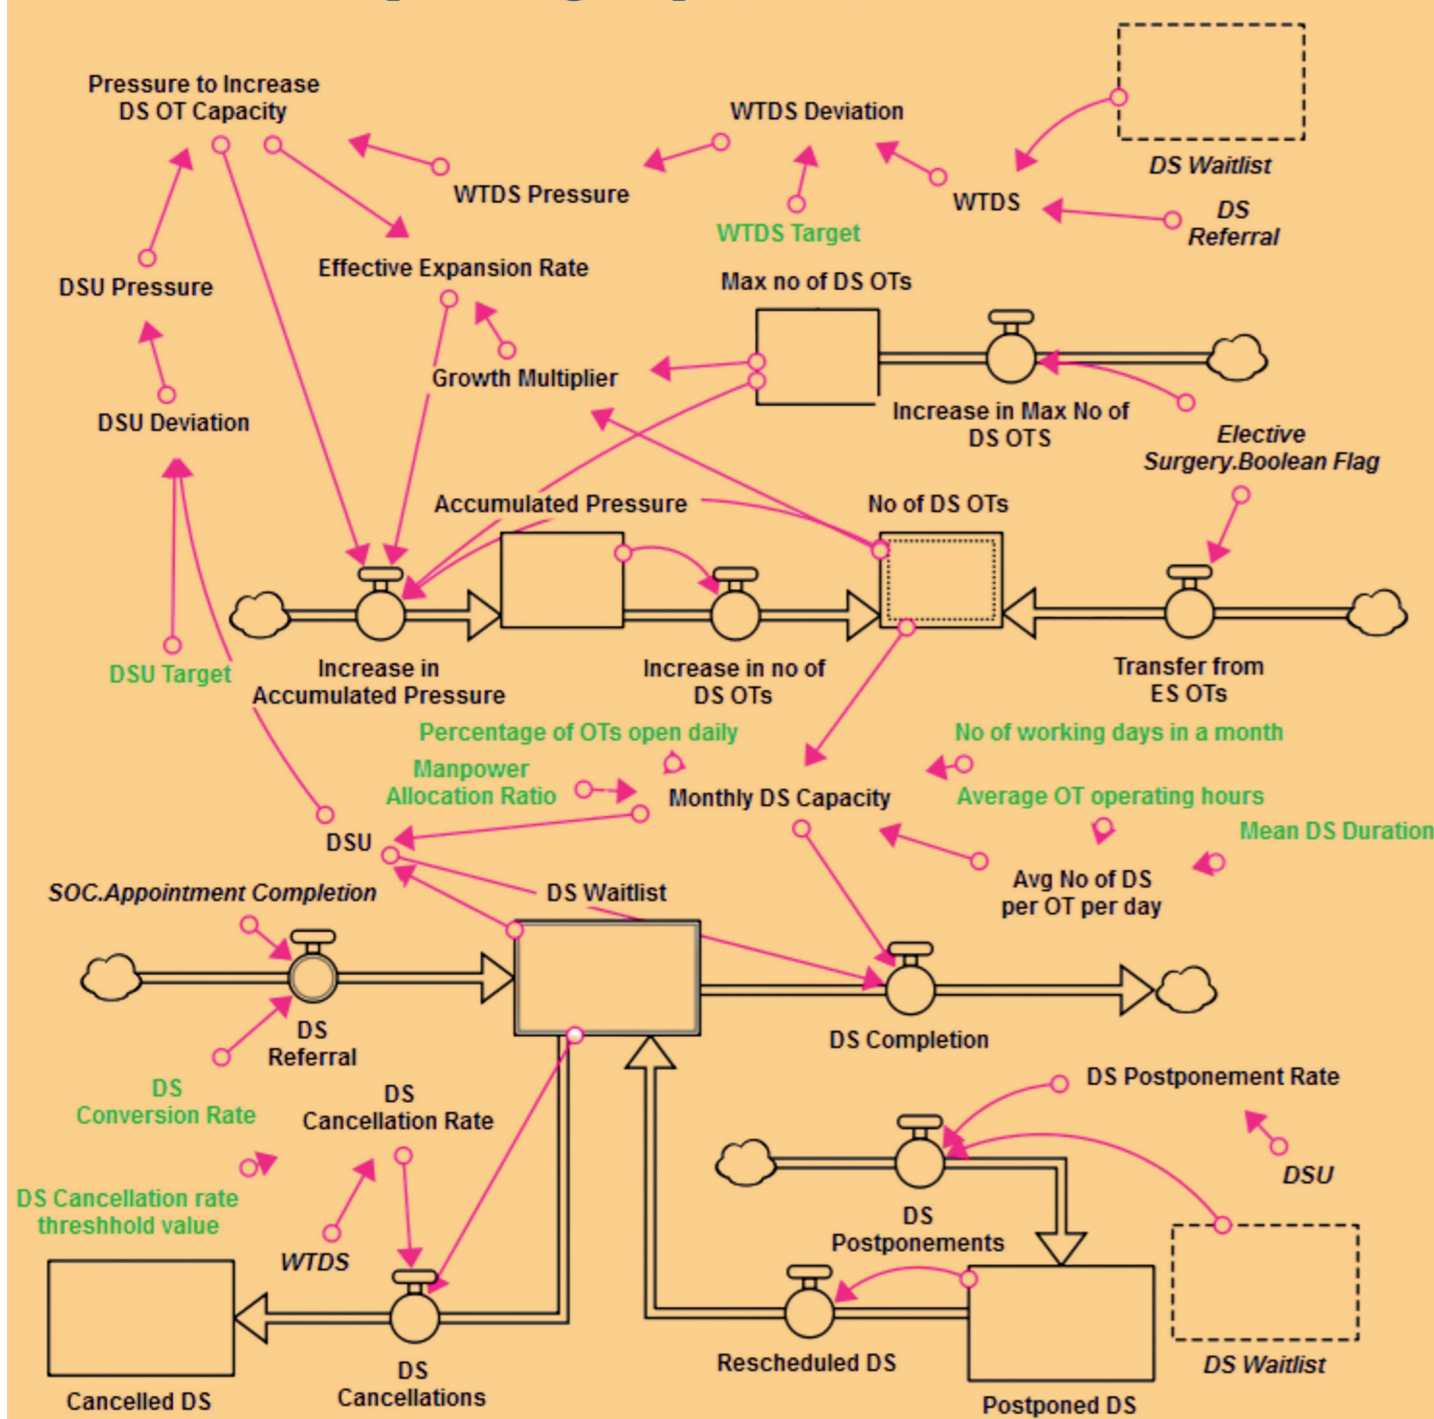 Pressure to Increase
DS OT Capacity
WTDS Deviation
DS Waitlist
WTDS Pressure
WTDS
WTDS Target
DS
Referral
Effective Expansion Rate
DSU Pressure
Max no of DS OTs
Growth Multiplier
DSU Deviation
Increase in Max No of
DS OTS
Elective
Surgery.Boolean Flag
Accumulated Pressure
No of DS OTs
DSU Target
Increase in
Accumulated Pressure
Increase in no of
DS OTs
Transfer from
ES OTs
Percentage of OTs open daily
No of working days in a month
Manpower
Allocation Ratio
Monthly DS Capacity
Average OT operating hours
Mean DS Duration
DSU
Avg No of DS
per OT per day
SOC.Appointment Completion
DS Waitlist
DS
Referral
DS Completion
DS
Conversion Rate
DS
Cancellation Rate
DS Postponement Rate
DSU
DS Cancellation rate
threshhold value
WTDS
DS
Postponements
DS
Cancellations
Rescheduled DS
DS Waitlist
Cancelled DS
Postponed DS